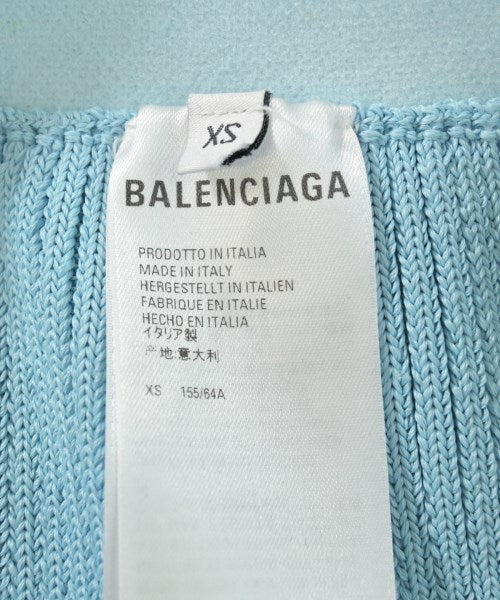 XS
BALENCIAGA
PRODOTTO IN ITALIA
MADE IN ITALY
HERGESTELLT IN ITALIEN
FABRIQUE EN ITALIE
HECHO EN ITALIA
イタリア製
产地:意大利
XS 155/64A